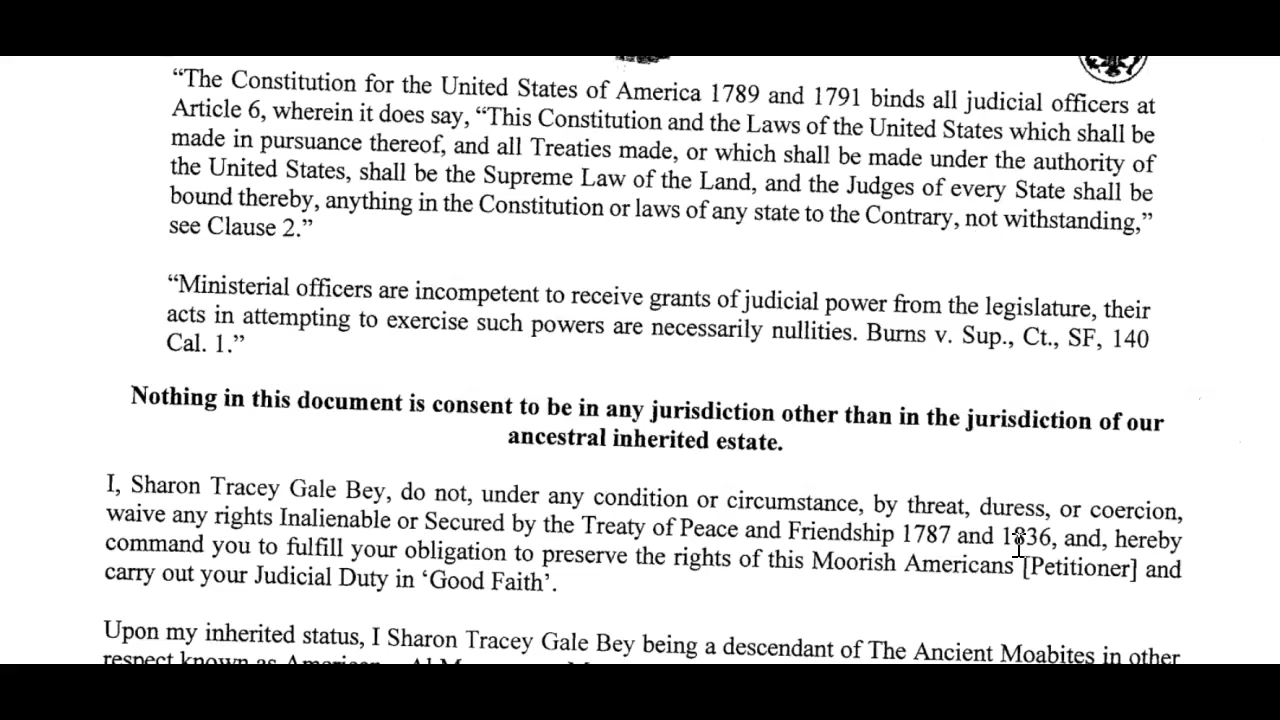 “The Constitution for the United States of America 1789 and 1791 binds all judicial officers at
Article 6, wherein it does say, “This Constitution and the Laws of the United States which shall be
made in pursuance thereof, and all Treaties made, or which shall be made under the authority of
the United States, shall be the Supreme Law of the Land, and the Judges of every State shall be
bound thereby, anything in the Constitution or laws of any state to the Contrary, not withstanding,”
see Clause 2.”
“Ministerial officers are incompetent to receive grants of judicial power from the legislature, their
acts in attempting to exercise such powers are necessarily nullities. Burns v. Sup., Ct., SF, 140
Cal. 1.”
Nothing in this document is consent to be in any jurisdiction other than in the jurisdiction of our
ancestral inherited estate.
I, Sharon Tracey Gale Bey, do not, under any condition or circumstance, by threat, duress, or coercion,
waive any rights Inalienable or Secured by the Treaty of Peace and Friendship 1787 and 1836, and, hereby
command you to fulfill your obligation to preserve the rights of this Moorish Americans [Petitioner] and
carry out your Judicial Duty in ‘Good Faith’.
Upon my inherited status, I Sharon Tracey Gale Bey being a descendant of The Ancient Moabites in other
respect known as